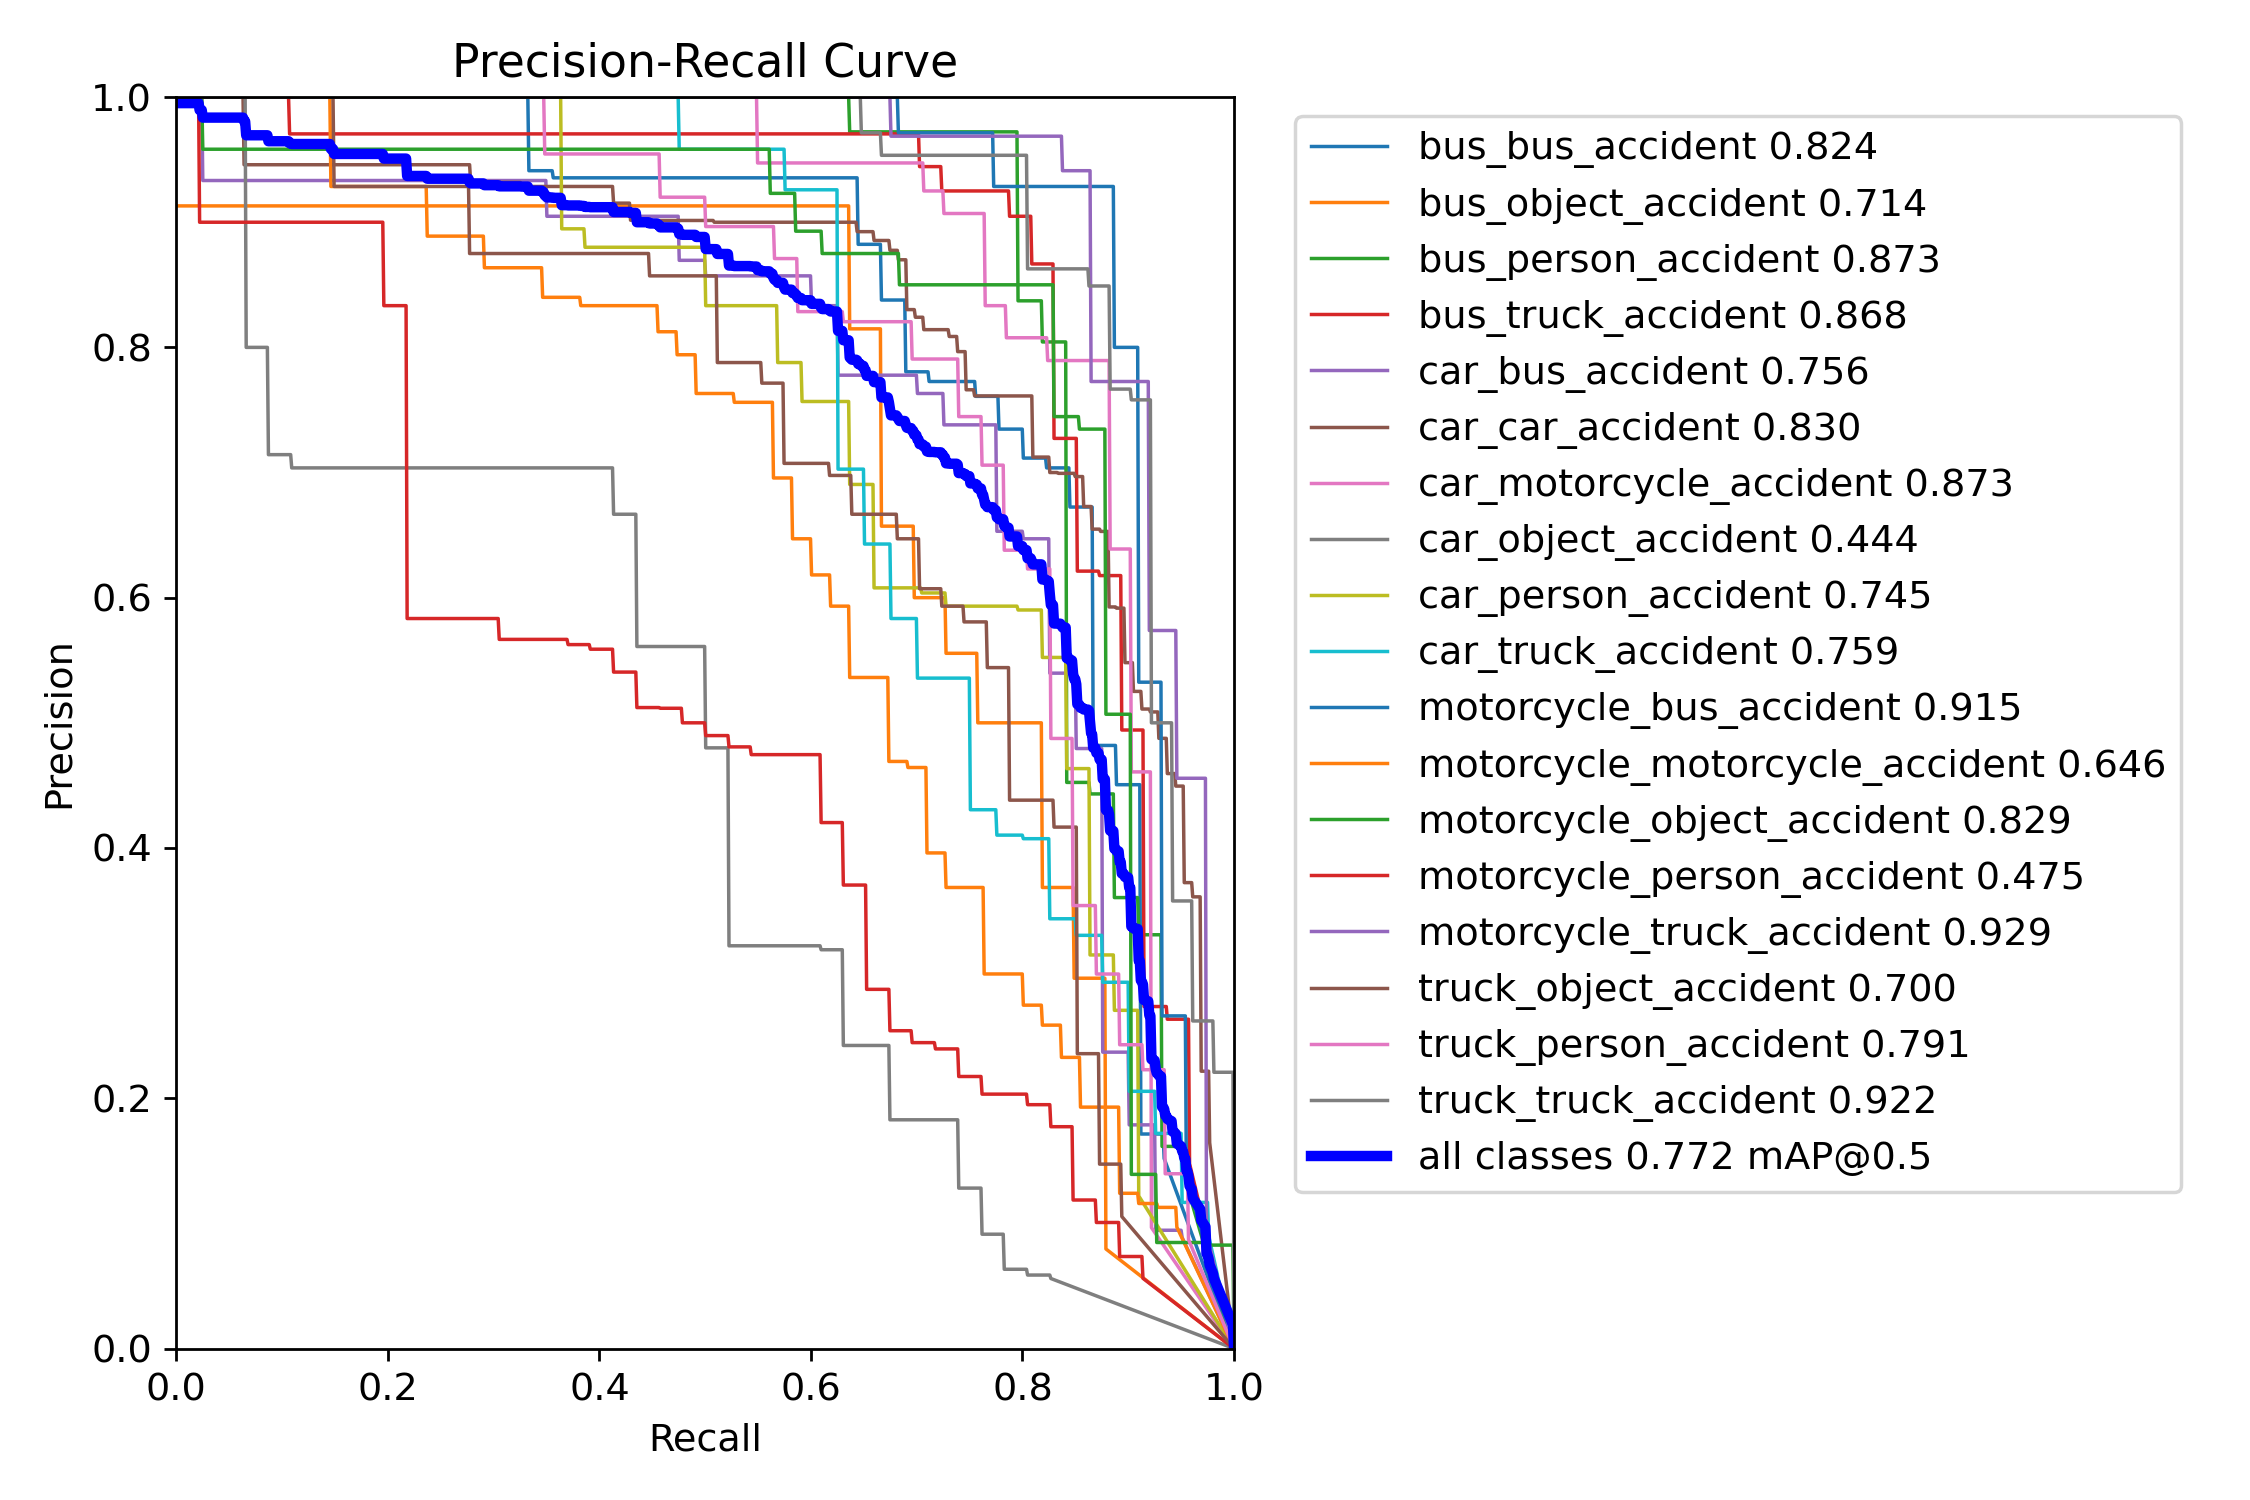 Precision-Recall Curve
1.0
0.8
0.6
0.4
0.2
0.0
Precision
0.0 0.2 0.4 0.6 0.8 1.0
Recall
bus_bus_accident 0.824
bus_object_accident 0.714
bus_person_accident 0.873
bus_truck_accident 0.868
car_bus_accident 0.756
car_car_accident 0.830
car_motorcycle_accident 0.873
car_object_accident 0.444
car_person_accident 0.745
car_truck_accident 0.759
motorcycle_bus_accident 0.915
motorcycle_motorcycle_accident 0.646
motorcycle_object_accident 0.829
motorcycle_person_accident 0.475
motorcycle_truck_accident 0.929
truck_object_accident 0.700
truck_person_accident 0.791
truck_truck_accident 0.922
all classes 0.772 mAP@0.5